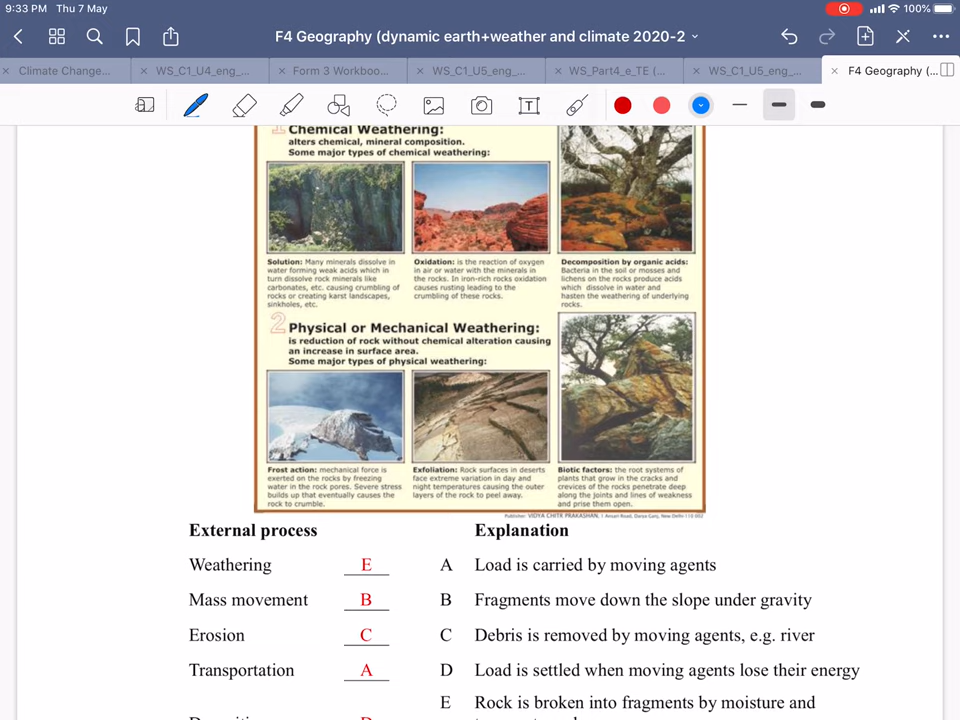 9:33 PM Thu 7 May
100%
F4 Geography (dynamic earth+weather and climate 2020-2
Climate Change...
WS_C1_U4_eng_...
Form 3 Workboo...
WS_C1_U5_eng_...
WS_Part4_e_TE (...
WS_C1_U5_eng_...
F4 Geography (...
1 Chemical Weathering:
alters chemical, mineral composition.
Some major types of chemical weathering:
Solution: Many minerals dissolve in
water forming weak acids which in
turn dissolve rock minerals like
carbonates, etc. causing crumbling of
rocks or creating karst landscapes,
sinkholes, etc.
Oxidation: is the reaction of oxygen
in air or water with the minerals in
the rocks. In iron-rich rocks oxidation
causes rusting leading to the
crumbling of these rocks.
Decomposition by organic acids:
Bacteria in the soil or mosses and
lichens on the rocks produce acids
which dissolve in water and
hasten the weathering of underlying
rocks.
2 Physical or Mechanical Weathering:
is reduction of rock without chemical alteration causing
an increase in surface area.
Some major types of physical weathering:
Frost action: mechanical force is
exerted on the rocks by freezing
water in the rock pores. Severe stress
builds up that eventually causes the
rock to crumble.
Exfoliation: Rock surfaces in deserts
face extreme variation in day and
night temperatures causing the outer
layers of the rock to peel away.
Biotic factors: the root systems of
plants that grow in the cracks and
crevices of the rocks penetrate deep
along the joints and lines of weakness
and prise them open.
Publisher: VIDYA CHITR PRAKASHAN, 1 Ansari Road, Darya Ganj, New Delhi 110 002
External process Explanation
Weathering E A Load is carried by moving agents
Mass movement B B Fragments move down the slope under gravity
Erosion C C Debris is removed by moving agents, e.g. river
Transportation A D Load is settled when moving agents lose their energy
E Rock is broken into fragments by moisture and